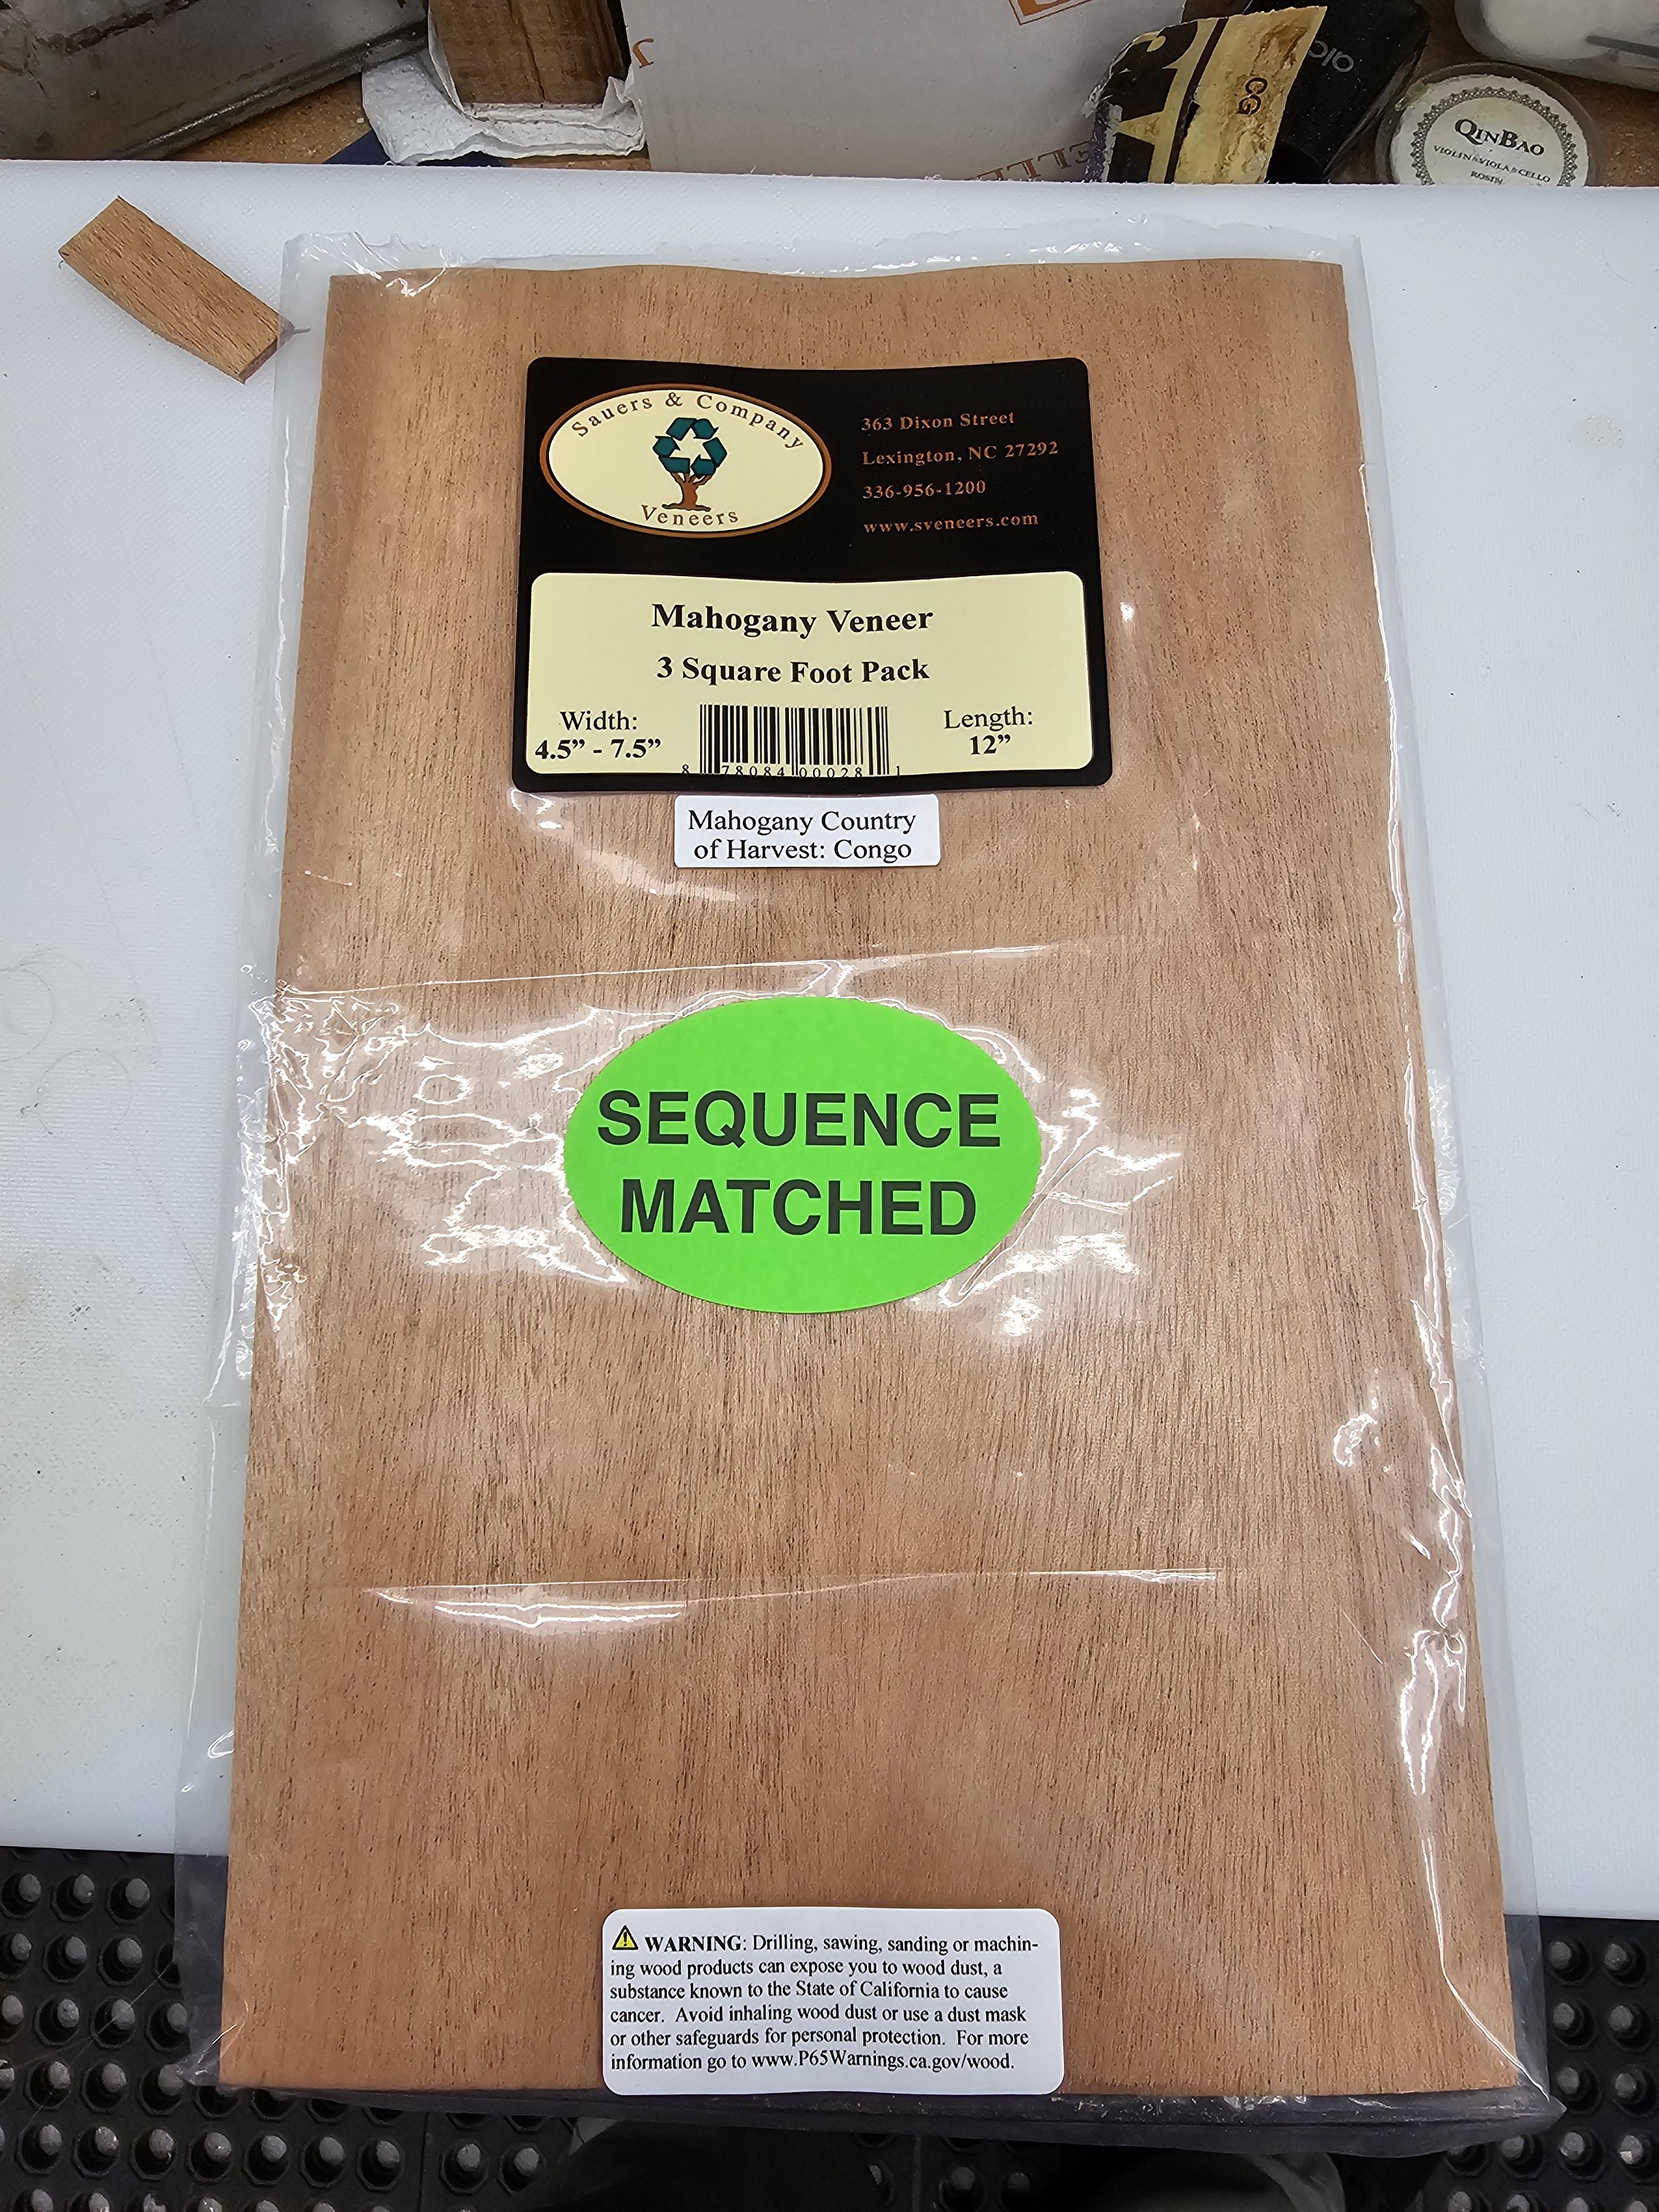 CG
QINBAO
VIOLIN & VIOLA & CELLO
ROSIN
Sauers & Company
Veneers
363 Dixon Street
Lexington, NC 27292
336-956-1200
www.sveneers.com
Mahogany Veneer
3 Square Foot Pack
Width:
4.5” - 7.5”
Length:
12”
8 78084 00028 1
Mahogany Country
of Harvest: Congo
SEQUENCE
MATCHED
WARNING: Drilling, sawing, sanding or machin-
ing wood products can expose you to wood dust, a
substance known to the State of California to cause
cancer. Avoid inhaling wood dust or use a dust mask
or other safeguards for personal protection. For more
information go to www.P65Warnings.ca.gov/wood.